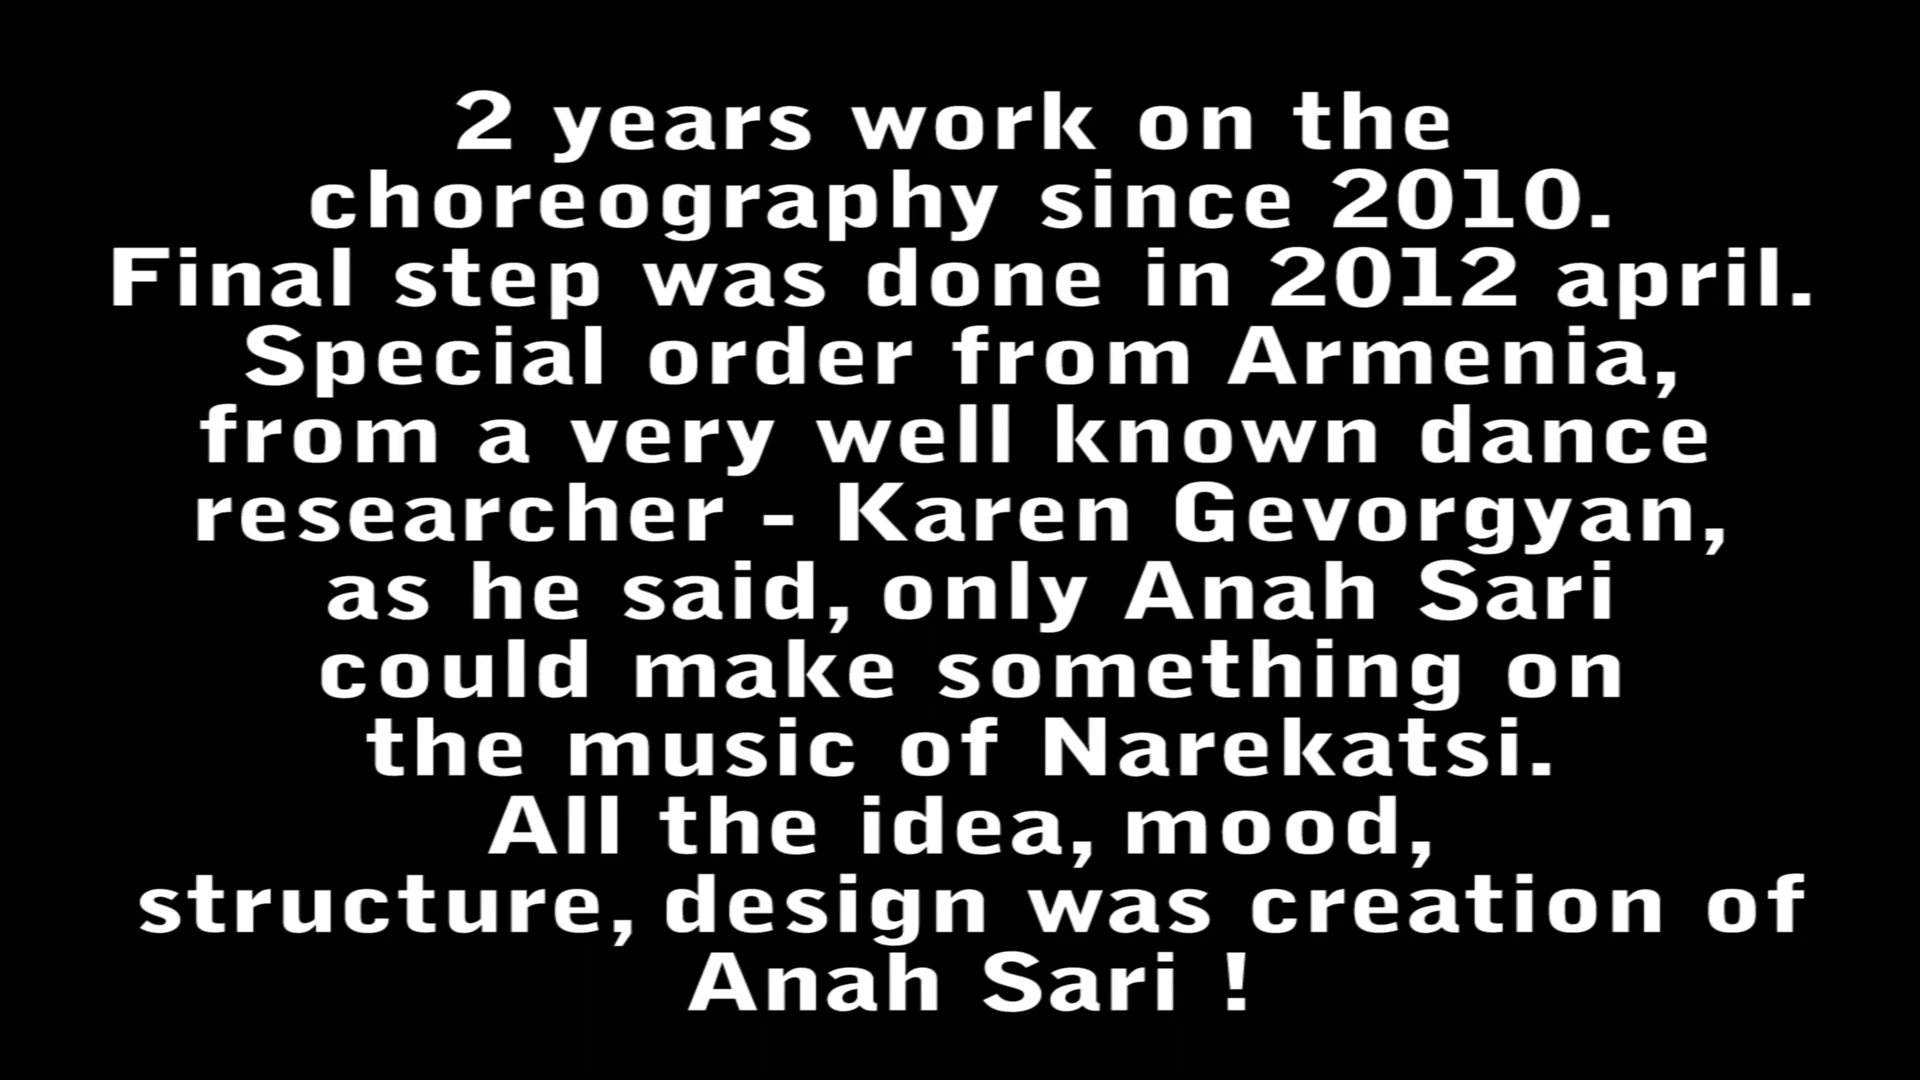 2 years work on the
choreography since 2010.
Final step was done in 2012 april.
Special order from Armenia,
from a very well known dance
researcher - Karen Gevorgyan,
as he said, only Anah Sari
could make something on
the music of Narekatsi.
All the idea, mood,
structure, design was creation of
Anah Sari !